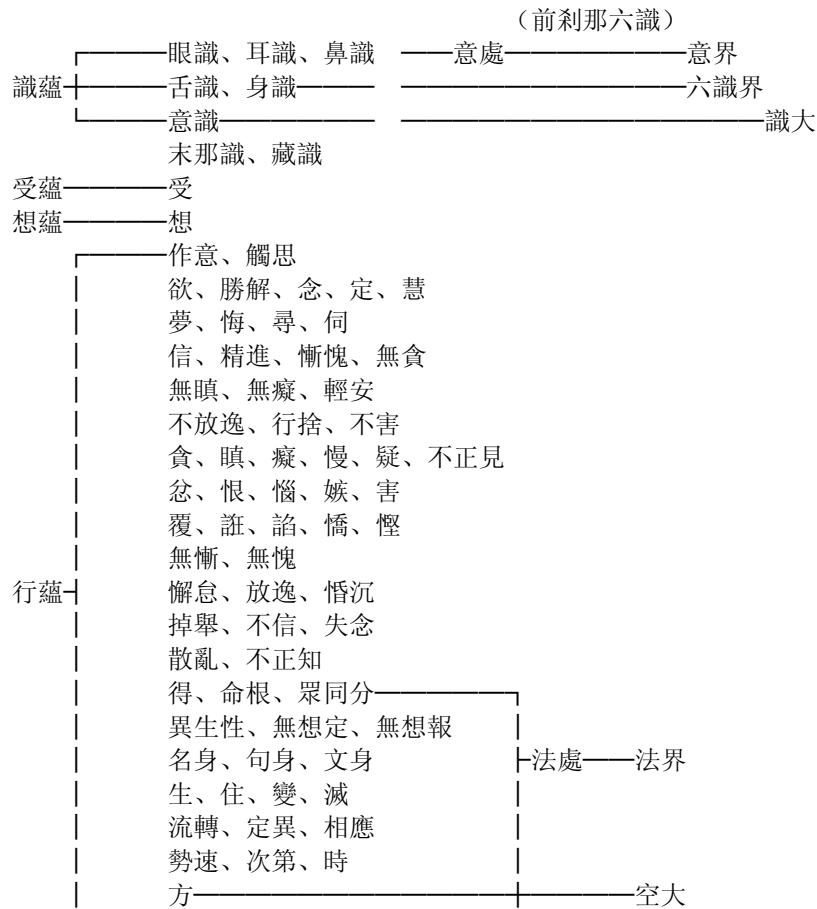 （前剎那六識）
┌─────眼識、耳識、鼻識 ──意處───────意界
識蘊┼─────舌識、身識─── ───────────六識界
└─────意識────── ──────────────識大
末那識、藏識
受蘊────受
想蘊────想
┌─────作意、觸思
│ 欲、勝解、念、定、慧
│ 夢、悔、尋、伺
│ 信、精進、慚愧、無貪
│ 無瞋、無癡、輕安
│ 不放逸、行捨、不害
│ 貪、瞋、癡、慢、疑、不正見
│ 忿、恨、惱、嫉、害
│ 覆、誑、諂、憍、慳
│ 無慚、無愧
行蘊┤ 懈怠、放逸、惛沉
│ 掉舉、不信、失念
│ 散亂、不正知
│ 得、命根、眾同分─────┐
│ 異生性、無想定、無想報 │
│ 名身、句身、文身 ├法處──法界
│ 生、住、變、滅 │
│ 流轉、定異、相應 │
│ 勢速、次第、時 │
│ 方────────────┼────空大